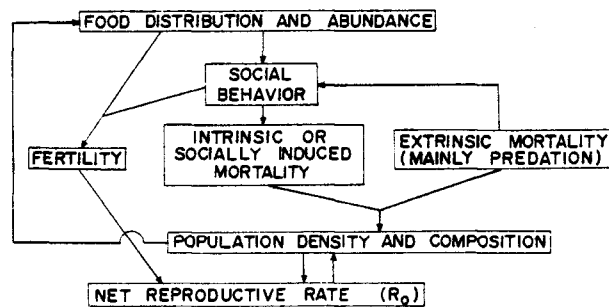 FOOD DISTRIBUTION AND ABUNDANCE
SOCIAL
BEHAVIOR
FERTILITY
INTRINSIC OR
SOCIALLY INDUCED
MORTALITY
EXTRINSIC MORTALITY
(MAINLY PREDATION)
POPULATION DENSITY AND COMPOSITION
NET REPRODUCTIVE RATE (Ro)